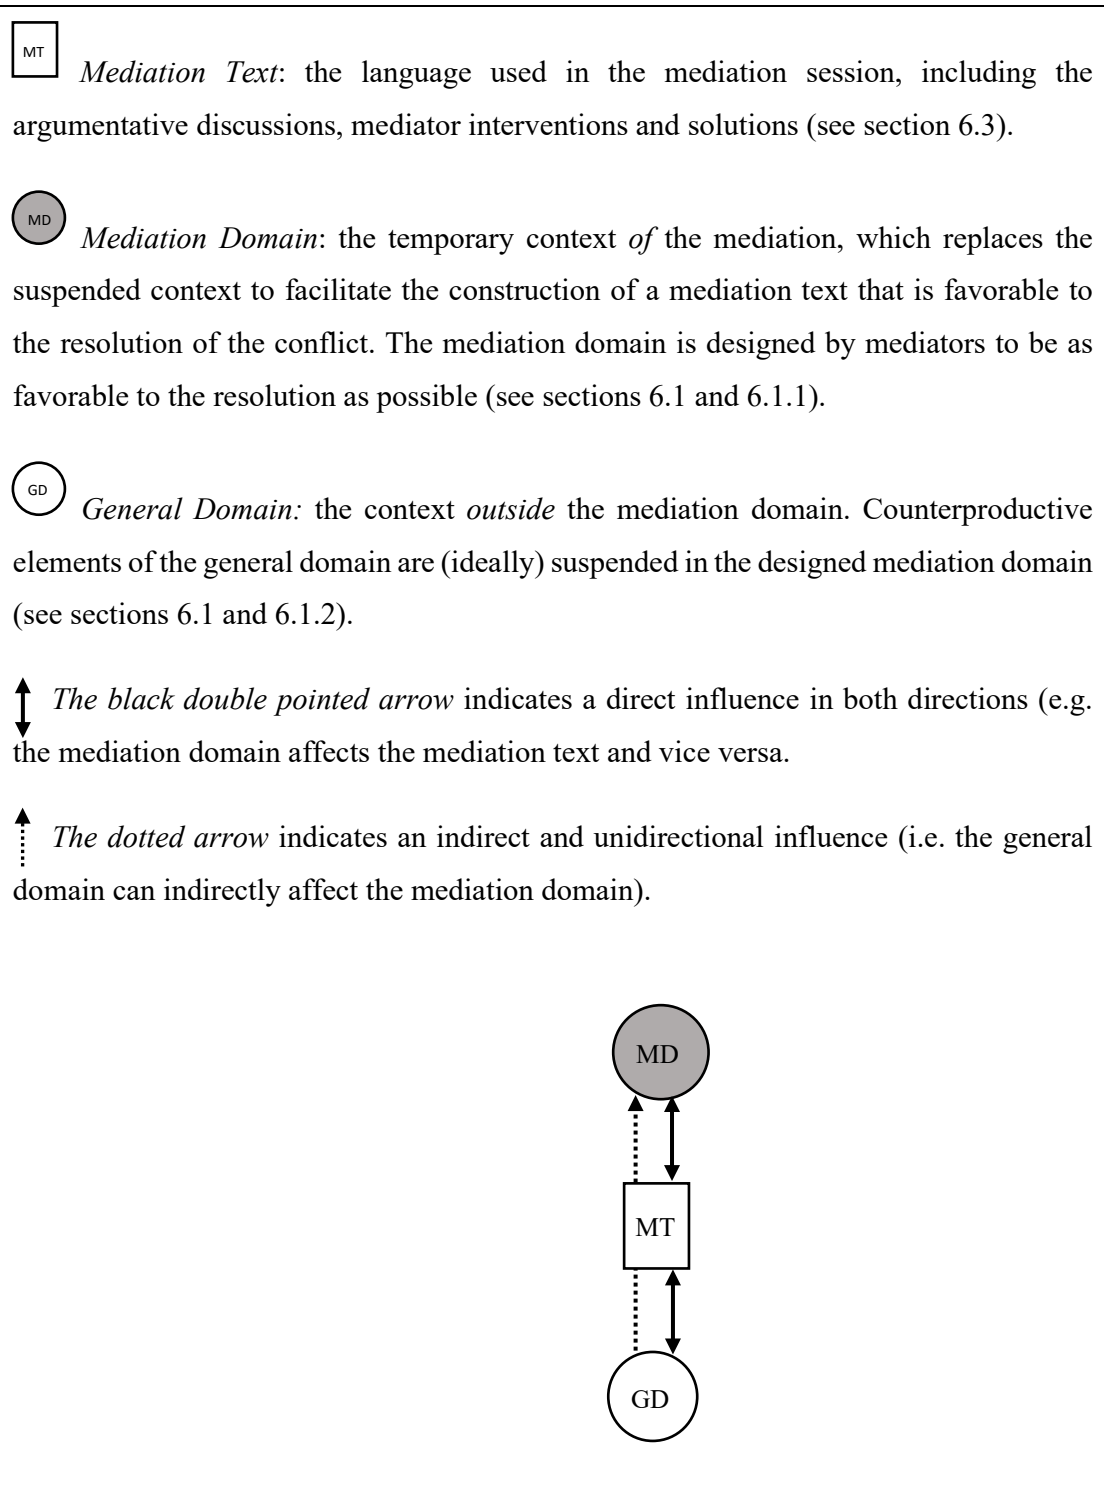 MT Mediation Text: the language used in the mediation session, including the
argumentative discussions, mediator interventions and solutions (see section 6.3).
MD Mediation Domain: the temporary context of the mediation, which replaces the
suspended context to facilitate the construction of a mediation text that is favorable to
the resolution of the conflict. The mediation domain is designed by mediators to be as
favorable to the resolution as possible (see sections 6.1 and 6.1.1).
GD General Domain: the context outside the mediation domain. Counterproductive
elements of the general domain are (ideally) suspended in the designed mediation domain
(see sections 6.1 and 6.1.2).
The black double pointed arrow indicates a direct influence in both directions (e.g.
the mediation domain affects the mediation text and vice versa.
The dotted arrow indicates an indirect and unidirectional influence (i.e. the general
domain can indirectly affect the mediation domain).
MD
MT
GD